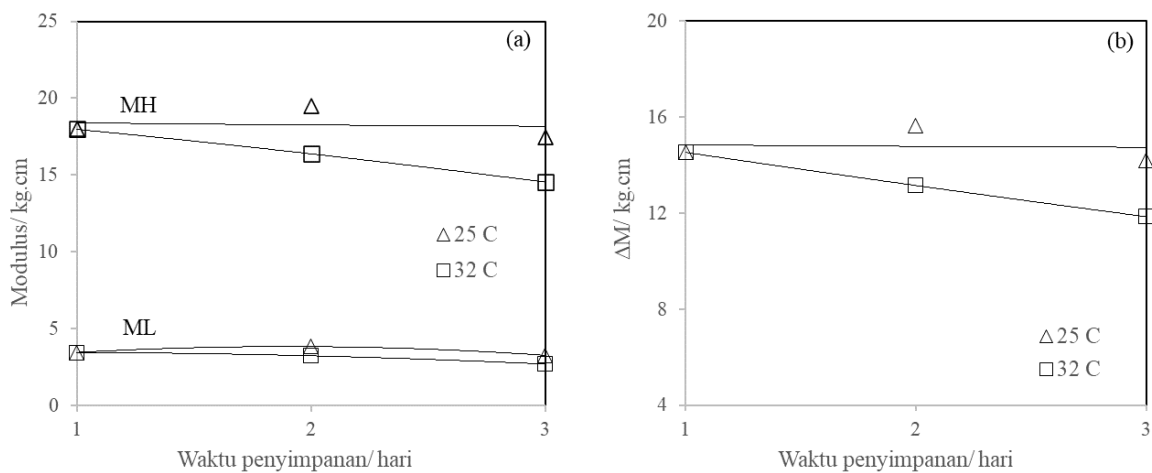 (a)
25
20
15
10
5
0
Modulus/ kg.cm
MH
ML
△ 25 C
□ 32 C
1 2 3
Waktu penyimpanan/ hari
(b)
20
16
12
8
4
ΔM/ kg.cm
△ 25 C
□ 32 C
1 2 3
Waktu penyimpanan/ hari